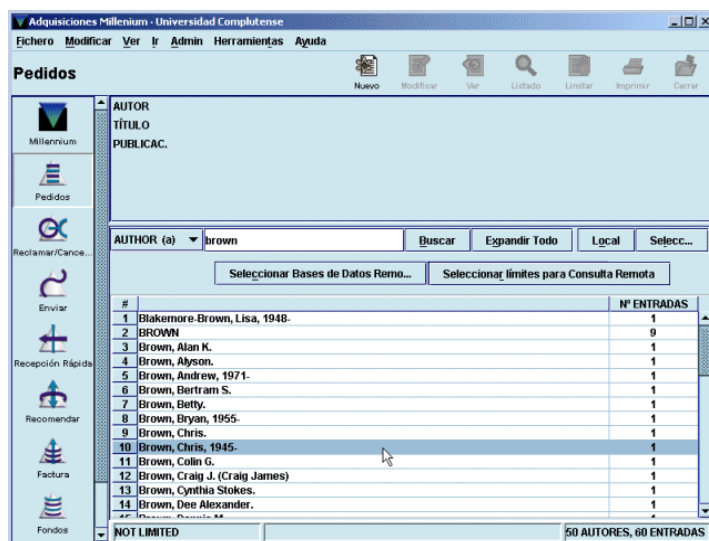 Adquisiciones Millenium - Universidad Complutense
Fichero Modificar Ver Ir Admin Herramientas Ayuda
Pedidos
Nuevo Modificar Ver Listado Limitar Imprimir Cerrar
Millennium
Pedidos
Reclamar/Cance...
Enviar
Recepción Rápida
Recomendar
Factura
Fondos
AUTOR
TÍTULO
PUBLICAC.
AUTHOR (a) brown Buscar Expandir Todo Local Selecc...
Seleccionar Bases de Datos Remo... Seleccionar límites para Consulta Remota
# Nº ENTRADAS
1 Blakemore-Brown, Lisa, 1948- 1
2 BROWN 9
3 Brown, Alan K. 1
4 Brown, Alyson. 1
5 Brown, Andrew, 1971- 1
6 Brown, Bertram S. 1
7 Brown, Betty. 1
8 Brown, Bryan, 1955- 1
9 Brown, Chris. 1
10 Brown, Chris, 1945- 1
11 Brown, Colin G. 1
12 Brown, Craig J. (Craig James) 1
13 Brown, Cynthia Stokes. 1
14 Brown, Dee Alexander. 1
NOT LIMITED 50 AUTORES, 60 ENTRADAS